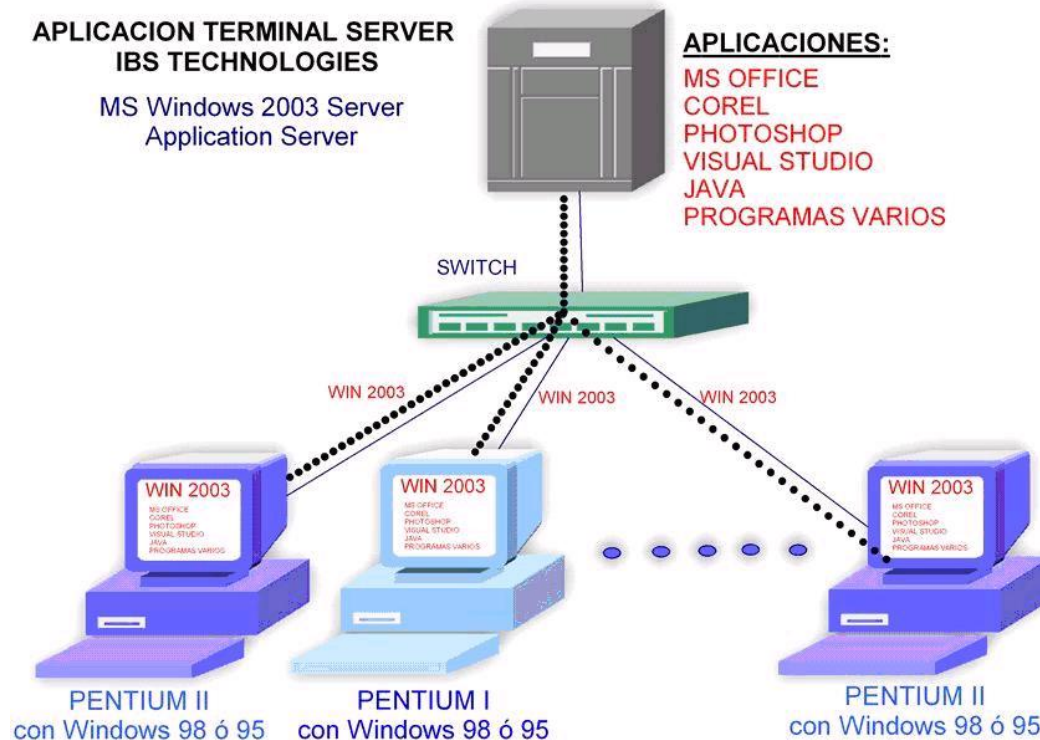 APLICACION TERMINAL SERVER
IBS TECHNOLOGIES
MS Windows 2003 Server
Application Server
APLICACIONES:
MS OFFICE
COREL
PHOTOSHOP
VISUAL STUDIO
JAVA
PROGRAMAS VARIOS
SWITCH
WIN 2003
WIN 2003
WIN 2003
WIN 2003
MS OFFICE
COREL
PHOTOSHOP
VISUAL STUDIO
JAVA
PROGRAMAS VARIOS
WIN 2003
MS OFFICE
COREL
PHOTOSHOP
VISUAL STUDIO
JAVA
PROGRAMAS VARIOS
WIN 2003
MS OFFICE
COREL
PHOTOSHOP
VISUAL STUDIO
JAVA
PROGRAMAS VARIOS
PENTIUM II
con Windows 98 ó 95
PENTIUM I
con Windows 98 ó 95
PENTIUM II
con Windows 98 ó 95